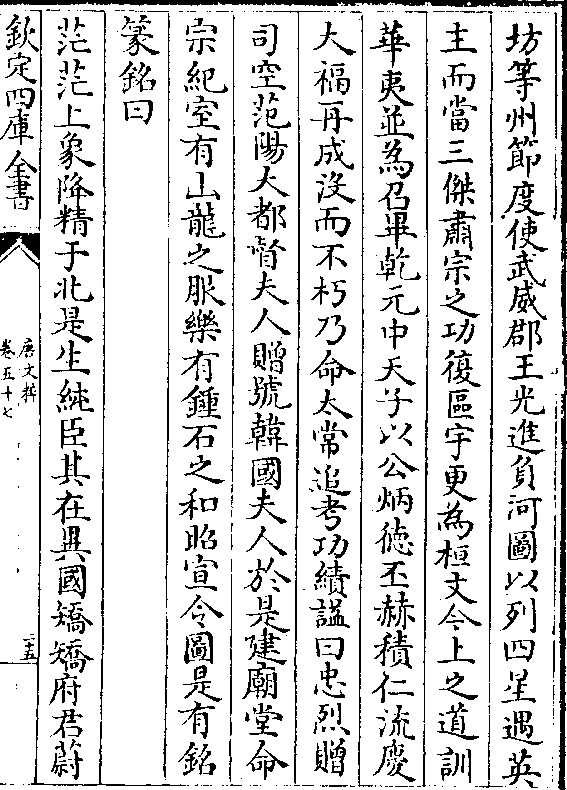 坊等州節度使武威郡王光進負河圖以列四星遇英
主而當三傑肅宗之功復區宇更為桓文今上之道訓
華夷並為召畢乾元中天子以公炳德丕赫積仁流慶
大福再成沒而不朽乃命太常追考功績諡曰忠烈贈
司空范陽大都督夫人贈號韓國夫人於是建廟堂命
宗紀室有山龍之服樂有鍾石之和昭宣令圖是有銘
篆銘曰
茫茫上象降精于北是生純臣其在異國矯矯府君蔚
欽定四庫全書
唐文粹
卷五十七
二五